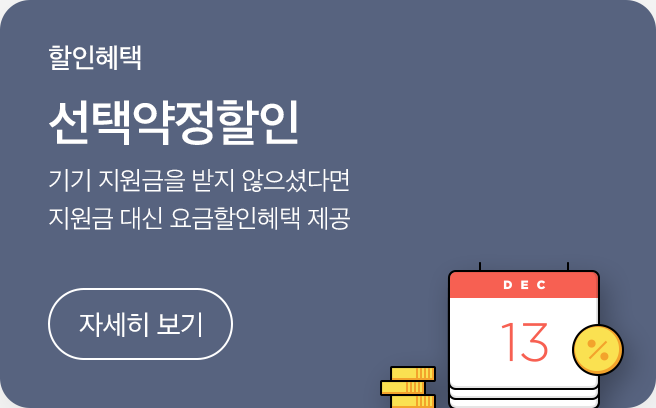 할인혜택
선택약정할인
기기 지원금을 받지 않으셨다면
지원금 대신 요금할인혜택 제공
자세히 보기
DEC
13
%